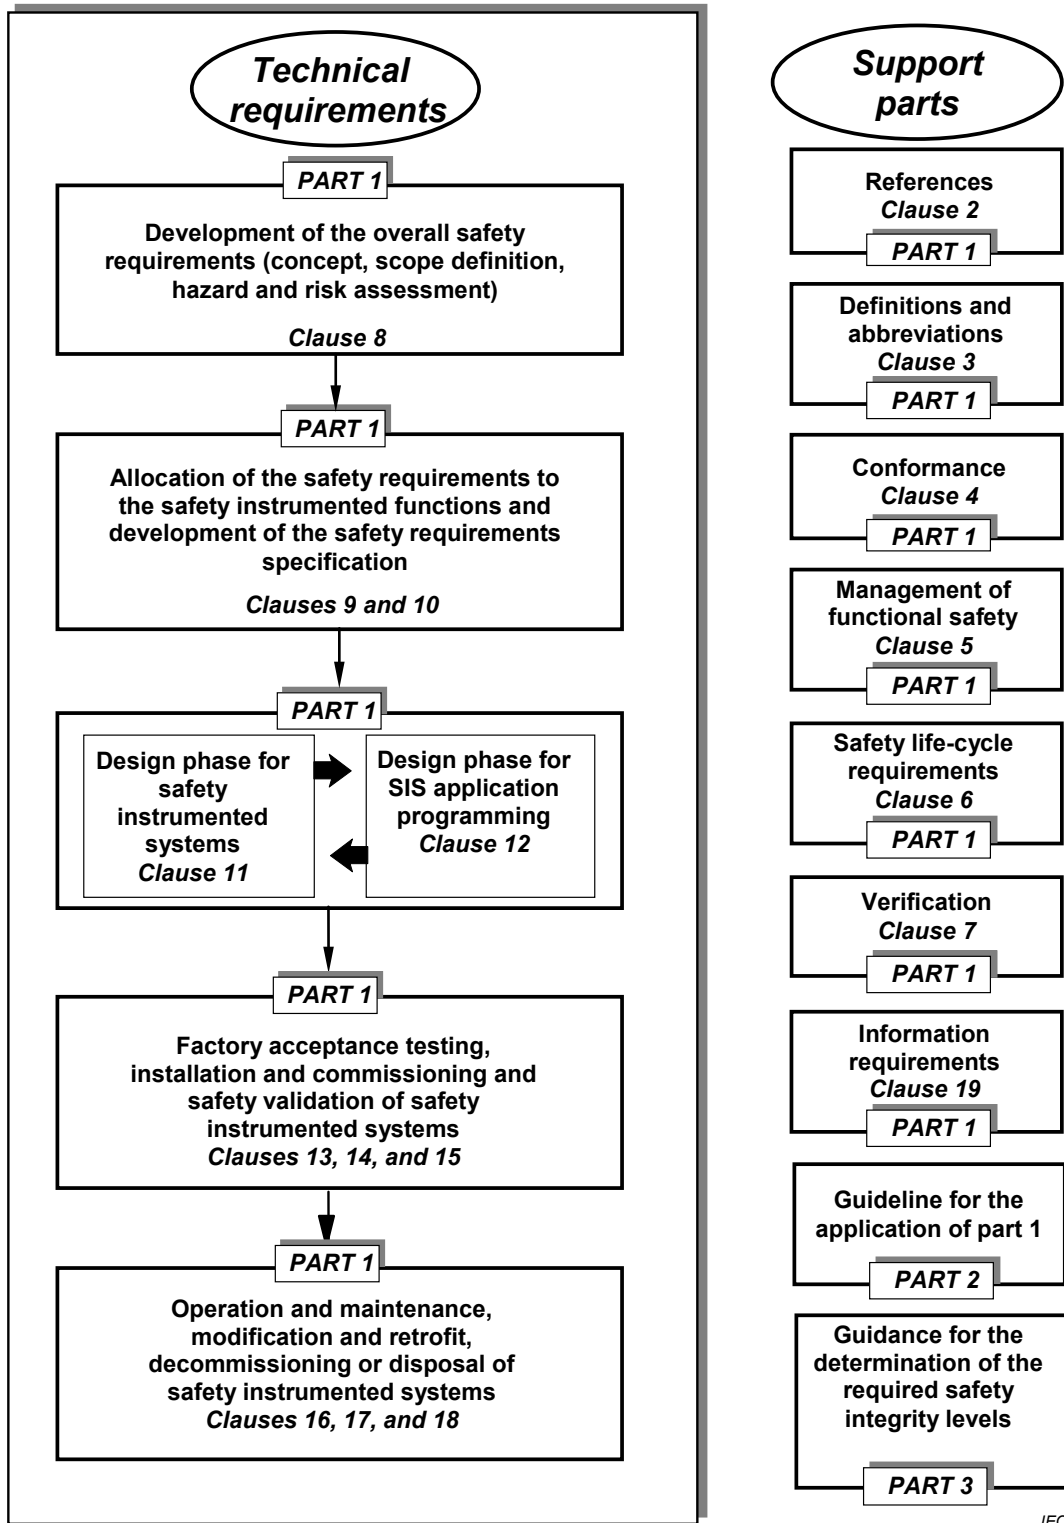 Technical
requirements
PART 1
Development of the overall safety
requirements (concept, scope definition,
hazard and risk assessment)
Clause 8
PART 1
Allocation of the safety requirements to
the safety instrumented functions and
development of the safety requirements
specification
Clauses 9 and 10
PART 1
Design phase for
safety
instrumented
systems
Clause 11
Design phase for
SIS application
programming
Clause 12
PART 1
Factory acceptance testing,
installation and commissioning and
safety validation of safety
instrumented systems
Clauses 13, 14, and 15
PART 1
Operation and maintenance,
modification and retrofit,
decommissioning or disposal of
safety instrumented systems
Clauses 16, 17, and 18
Support
parts
References
Clause 2
PART 1
Definitions and
abbreviations
Clause 3
PART 1
Conformance
Clause 4
PART 1
Management of
functional safety
Clause 5
PART 1
Safety life-cycle
requirements
Clause 6
PART 1
Verification
Clause 7
PART 1
Information
requirements
Clause 19
PART 1
Guideline for the
application of part 1
PART 2
Guidance for the
determination of the
required safety
integrity levels
PART 3